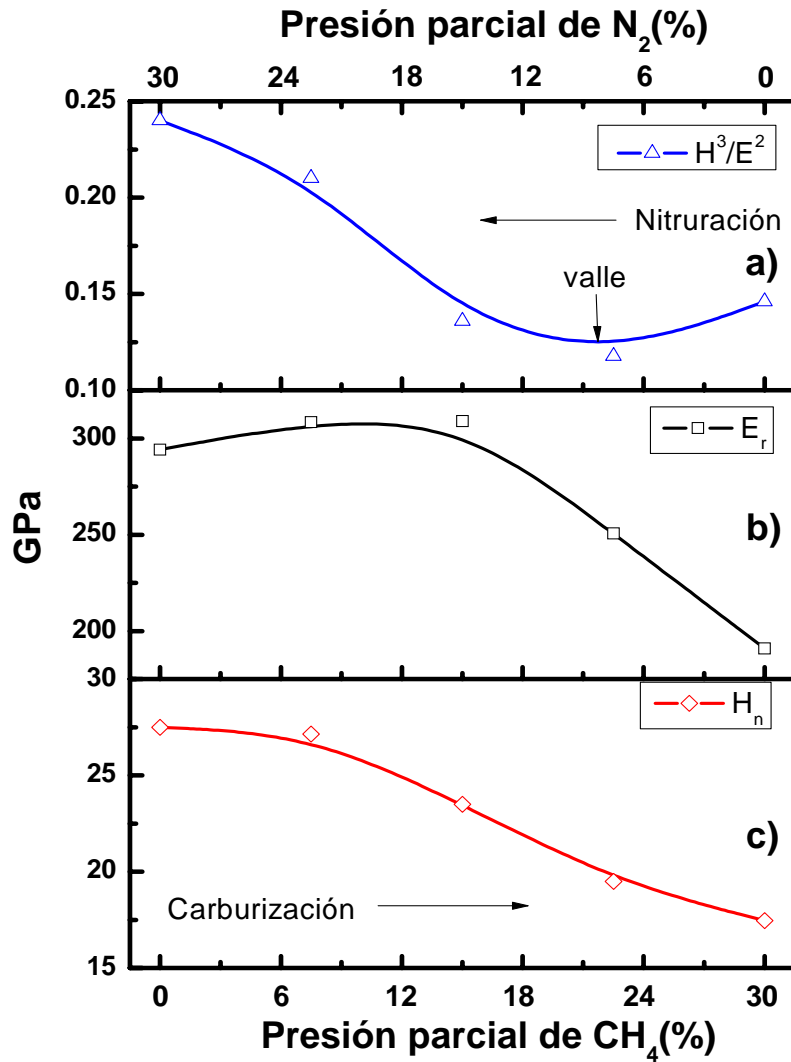 Presión parcial de N2(%)
30 24 18 12 6 0
0.25
H³/E²
0.20
Nitruración
a)
valle
0.15
0.10
300
Er
250
b)
200
GPa
30
Hn
25
c)
20
Carburización
15
0 6 12 18 24 30
Presión parcial de CH4(%)